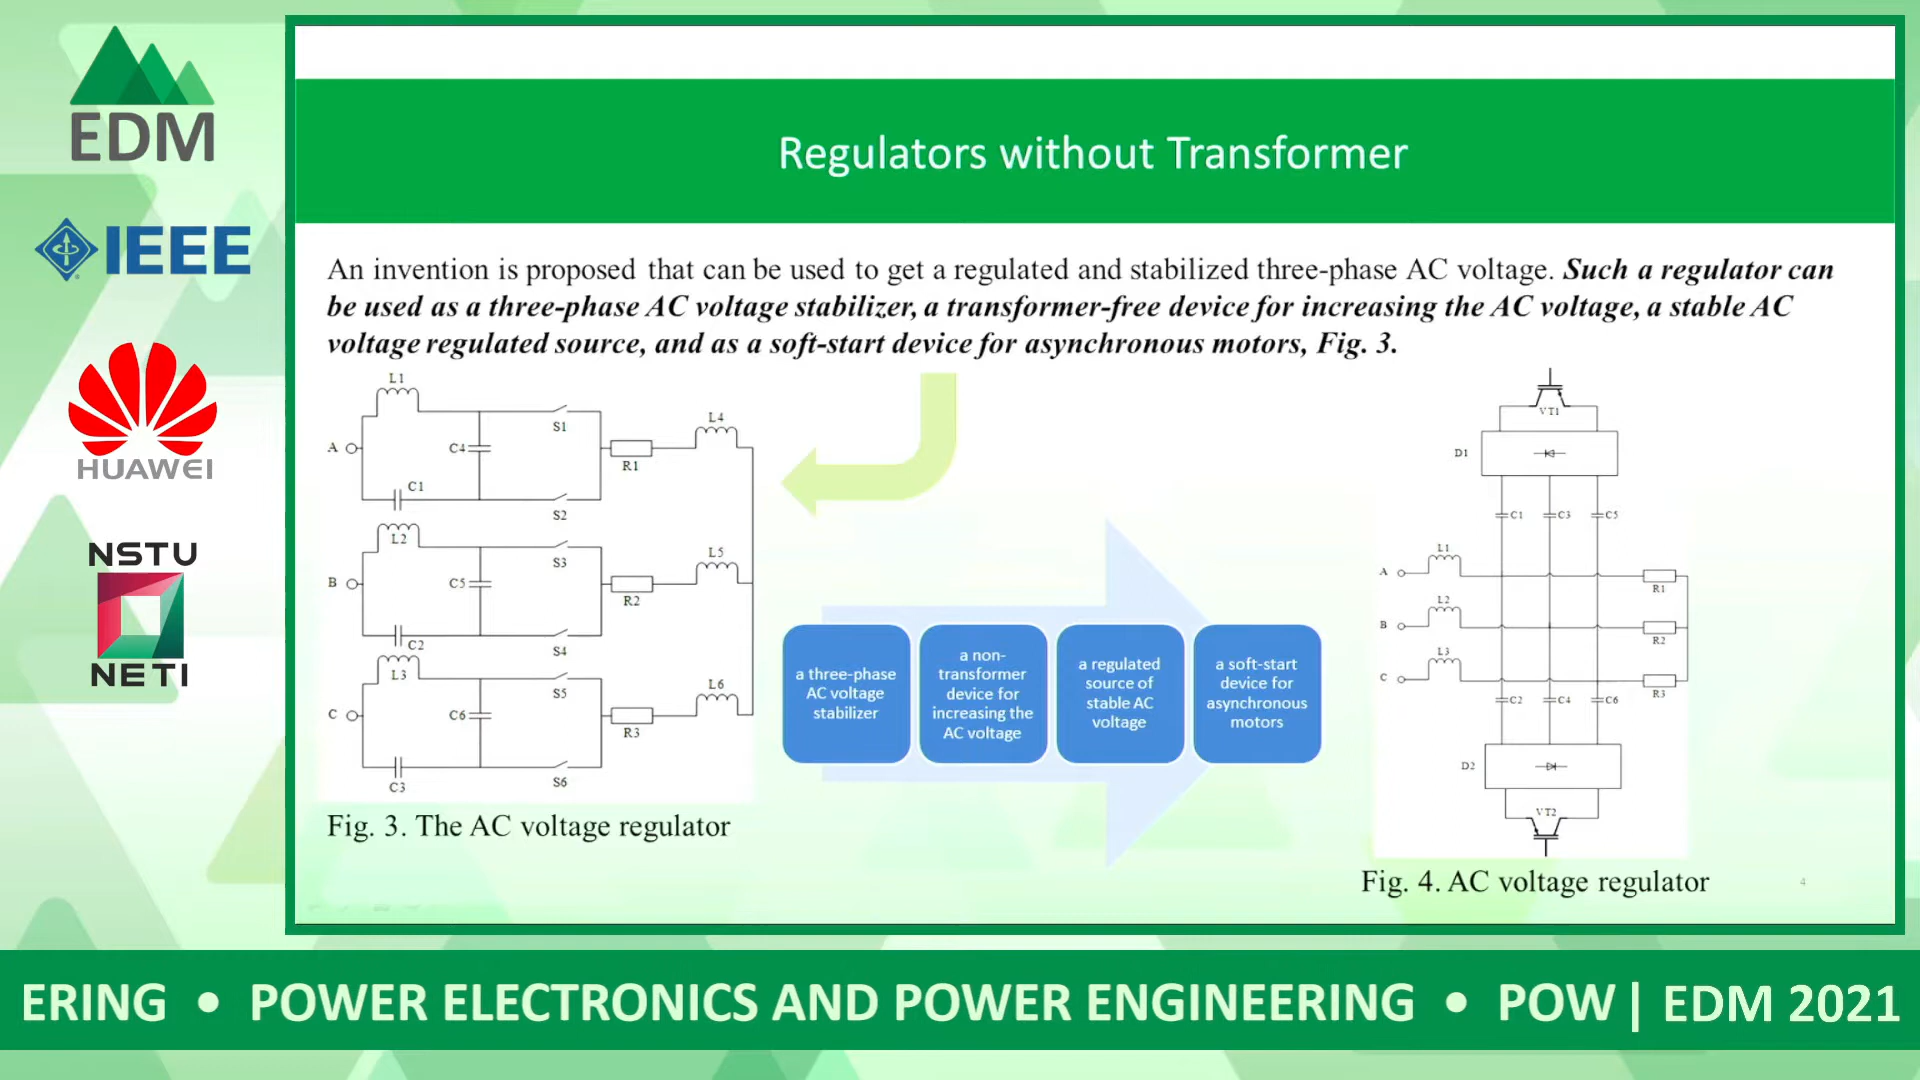 EDM
IEEE
HUAWEI
NSTU
NETI
Regulators without Transformer
An invention is proposed that can be used to get a regulated and stabilized three-phase AC voltage. Such a regulator can
be used as a three-phase AC voltage stabilizer, a transformer-free device for increasing the AC voltage, a stable AC
voltage regulated source, and as a soft-start device for asynchronous motors, Fig. 3.
L1
S1
L4
A
C4
R1
C1
S2
L2
S3
L5
B
C5
R2
C2
S4
L3
S5
L6
C
C6
R3
C3
S6
Fig. 3. The AC voltage regulator
a three-phase
AC voltage
stabilizer
a non-
transformer
device for
increasing the
AC voltage
a regulated
source of
stable AC
voltage
a soft-start
device for
asynchronous
motors
VT1
D1
C1
C3
C5
L1
A
R1
L2
B
R2
L3
C
R3
C2
C4
C6
D2
VT2
Fig. 4. AC voltage regulator
4
ERING • POWER ELECTRONICS AND POWER ENGINEERING • POW | EDM 2021